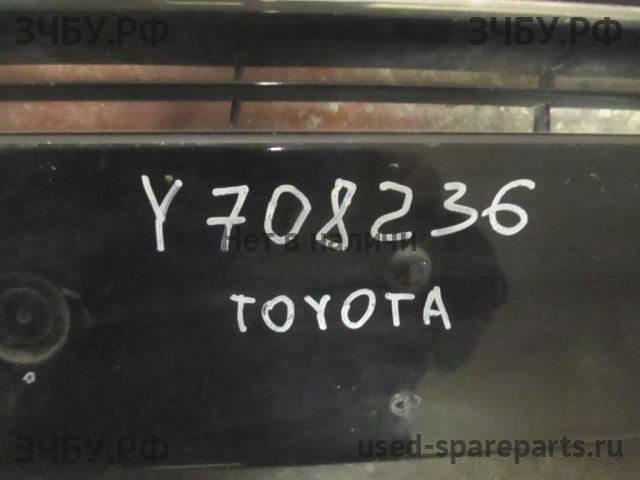 ЗЧБУ.РФ ЗЧБУ.РФ
Y708236
Нет в наличии
TOYOTA
ЗЧБУ.РФ used-spareparts.ru